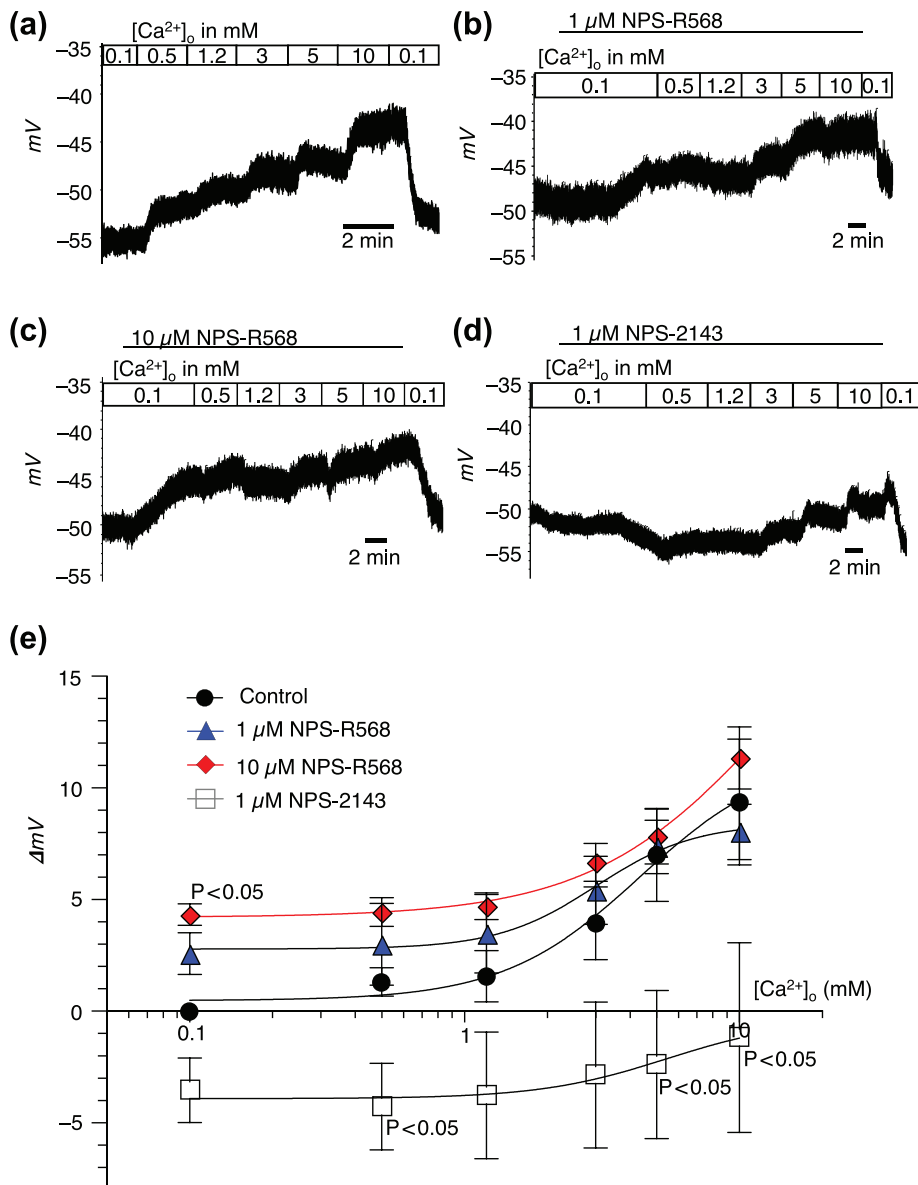 (a)
[Ca²⁺]ₒ in mM
0.1 0.5 1.2 3 5 10 0.1
−35
−40
−45
−50
−55
mV
2 min
(b)
1 µM NPS-R568
[Ca²⁺]ₒ in mM
0.1 0.5 1.2 3 5 10 0.1
−35
−40
−45
−50
−55
mV
2 min
(c)
10 µM NPS-R568
[Ca²⁺]ₒ in mM
0.1 0.5 1.2 3 5 10 0.1
−35
−40
−45
−50
−55
mV
2 min
(d)
1 µM NPS-2143
[Ca²⁺]ₒ in mM
0.1 0.5 1.2 3 5 10 0.1
−35
−40
−45
−50
−55
mV
2 min
(e)
15
10
5
0
−5
ΔmV
Control
1 µM NPS-R568
10 µM NPS-R568
1 µM NPS-2143
P<0.05
[Ca²⁺]ₒ (mM)
0.1 1 10
P<0.05
P<0.05
P<0.05